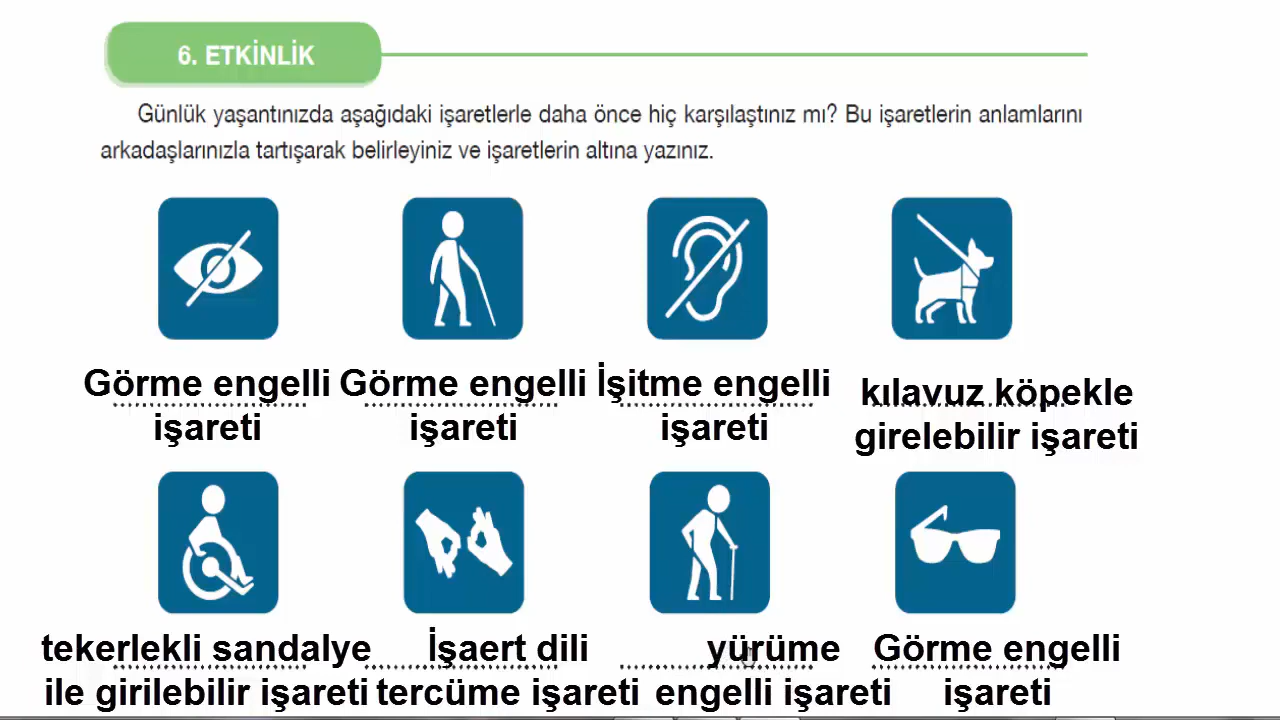 6. ETKİNLİK
Günlük yaşantınızda aşağıdaki işaretlerle daha önce hiç karşılaştınız mı? Bu işaretlerin anlamlarını
arkadaşlarınızla tartışarak belirleyiniz ve işaretlerin altına yazınız.
Görme engelli
işareti
Görme engelli
işareti
İşitme engelli
işareti
kılavuz köpekle
girelebilir işareti
tekerlekli sandalye
ile girilebilir işareti
İşaert dili
tercüme işareti
yürüme
engelli işareti
Görme engelli
işareti